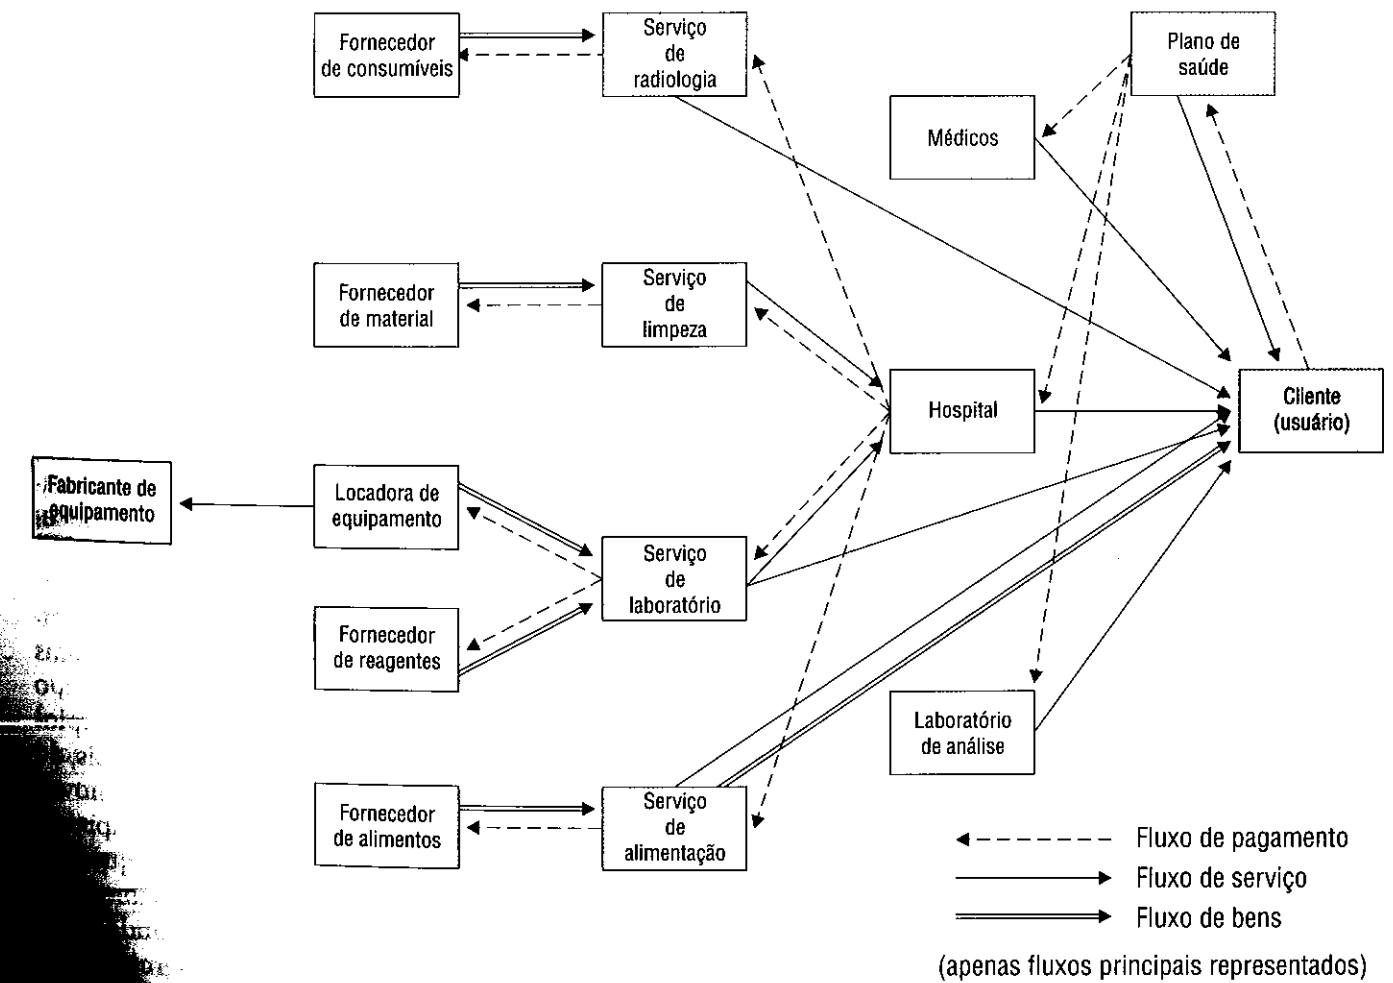 Fornecedor
de consumíveis
Serviço
de
radiologia
Plano de
saúde
Médicos
Fornecedor
de material
Serviço
de
limpeza
Hospital
Cliente
(usuário)
Fabricante de
equipamento
Locadora de
equipamento
Serviço
de
laboratório
Fornecedor
de reagentes
Laboratório
de análise
Fornecedor
de alimentos
Serviço
de
alimentação
Fluxo de pagamento
Fluxo de serviço
Fluxo de bens
(apenas fluxos principais representados)